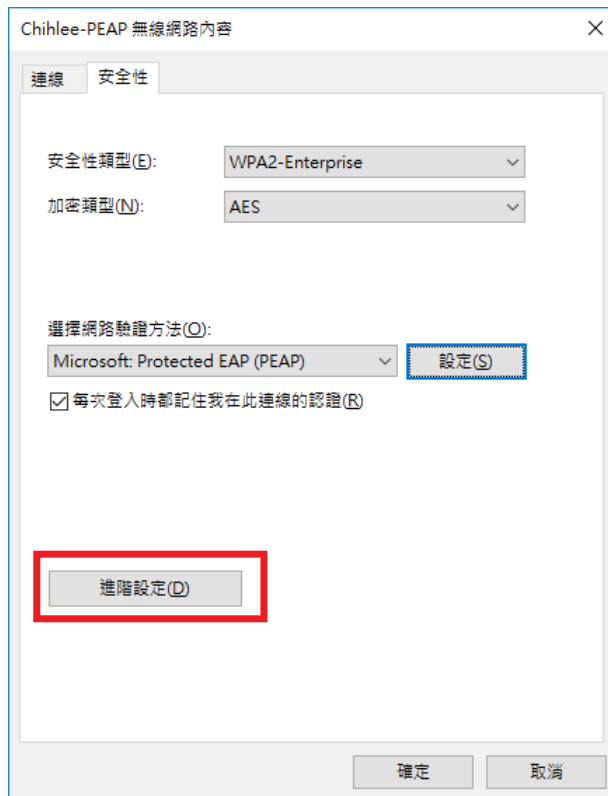 Chihlee-PEAP 無線網路內容
連線 安全性
安全性類型(E): WPA2-Enterprise
加密類型(N): AES
選擇網路驗證方法(O):
Microsoft: Protected EAP (PEAP) 設定(S)
每次登入時都記住我在此連線的認證(R)
進階設定(D)
確定 取消